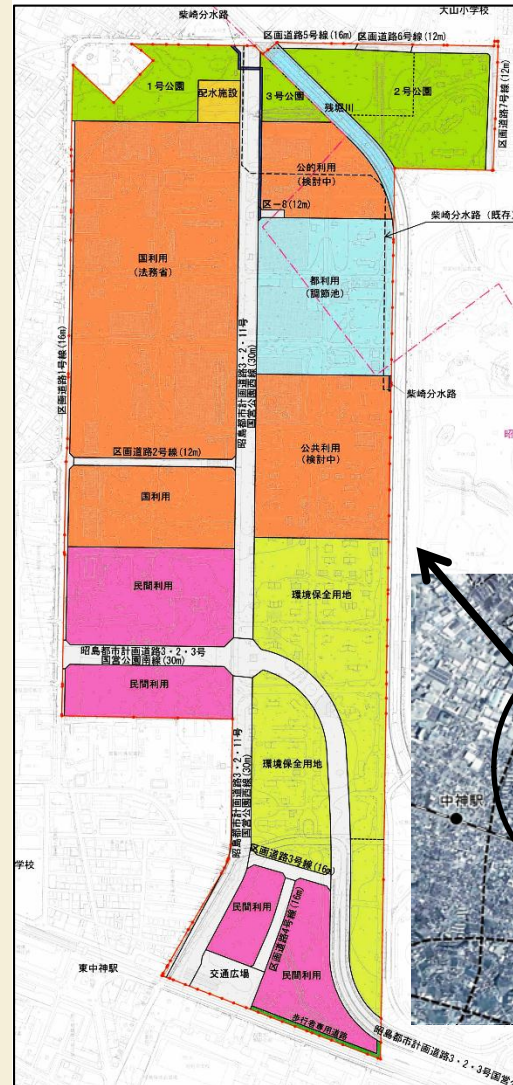 柴崎分水路
区画道路5号線(16m)
区画道路6号線(12m)
大山小学校
1号公園
配水施設
3号公園
残堀川
2号公園
区画道路7号線(12m)
公的利用
(検討中)
区－8(12m)
柴崎分水路(既存)
国利用
(法務省)
都利用
(調節池)
昭島都市計画道路3・2・11号
国営公園西線(30m)
区画道路1号線(16m)
柴崎分水路
昭
公共利用
(検討中)
区画道路2号線(12m)
国利用
民間利用
環境保全用地
昭島都市計画道路3・2・3号
国営公園南線(30m)
民間利用
環境保全用地
昭島都市計画道路3・2・11号
国営公園西線(30m)
中神駅
学校
区画道路3号線(16m)
民間利用
区画道路4号線(16m)
東中神駅
交通広場
民間利用
歩行者専用道路
昭島都市計画道路3・2・3号国営